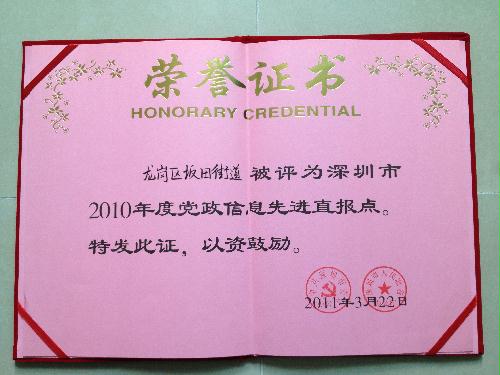 荣誉证书
HONORARY CREDENTIAL
龙岗区坂田街道被评为深圳市
2010年度党政信息先进直报点。
特发此证，以资鼓励。
2011年3月22日